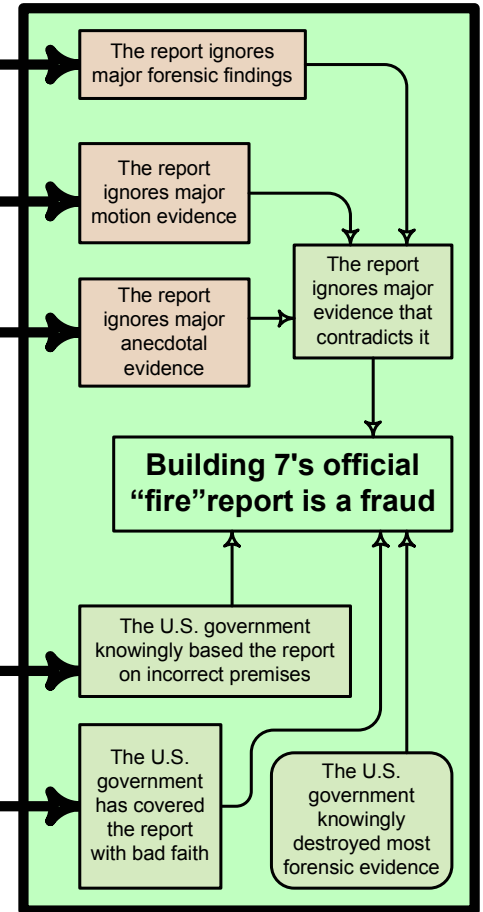 The report ignores
major forensic findings
The report
ignores major
motion evidence
The report
ignores major
evidence that
contradicts it
The report
ignores major
anecdotal
evidence
Building 7's official
“fire”report is a fraud
The U.S. government
knowingly based the report
on incorrect premises
The U.S.
government
has covered
the report
with bad faith
The U.S.
government
knowingly
destroyed most
forensic evidence